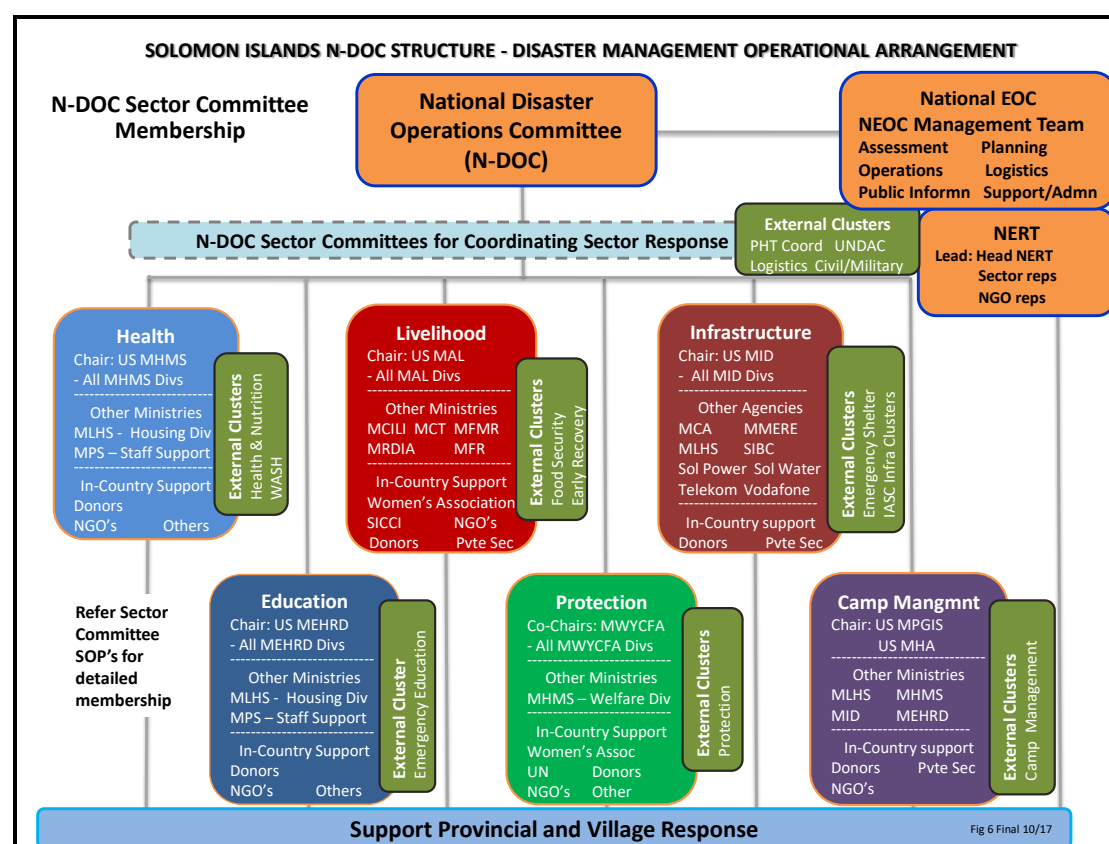 SOLOMON ISLANDS N-DOC STRUCTURE - DISASTER MANAGEMENT OPERATIONAL ARRANGEMENT
N-DOC Sector Committee
Membership
National Disaster
Operations Committee
(N-DOC)
National EOC
NEOC Management Team
Assessment Planning
Operations Logistics
Public Informn Support/Admn
N-DOC Sector Committees for Coordinating Sector Response
External Clusters
PHT Coord UNDAC
Logistics Civil/Military
NERT
Lead: Head NERT
Sector reps
NGO reps
Health
Chair: US MHMS
- All MHMS Divs
Other Ministries
MLHS - Housing Div
MPS – Staff Support
In-Country Support
Donors
NGO's Others
External Clusters
Health & Nutrition
WASH
Livelihood
Chair: US MAL
- All MAL Divs
Other Ministries
MCILI MCT MFMR
MRDIA MFR
In-Country Support
Women's Association
SICCI NGO's
Donors Pvte Sec
External Clusters
Food Security
Early Recovery
Infrastructure
Chair: US MID
- All MID Divs
Other Agencies
MCA MMERE
MLHS SIBC
Sol Power Sol Water
Telekom Vodafone
In-Country support
Donors Pvte Sec
External Clusters
Emergency Shelter
IASC Infra Clusters
Refer Sector
Committee
SOP's for
detailed
membership
Education
Chair: US MEHRD
- All MEHRD Divs
Other Ministries
MLHS - Housing Div
MPS – Staff Support
In-Country Support
Donors
NGO's Others
External Cluster
Emergency Education
Protection
Co-Chairs: MWYCFA
- All MWYCFA Divs
Other Ministries
MHMS – Welfare Div
In-Country Support
Women's Assoc
UN Donors
NGO's Other
External Clusters
Protection
Camp Mangmnt
Chair: US MPGIS
US MHA
Other Ministries
MLHS MHMS
MID MEHRD
In-Country support
Donors Pvte Sec
NGO's
External Clusters
Camp Management
Support Provincial and Village Response
Fig 6 Final 10/17